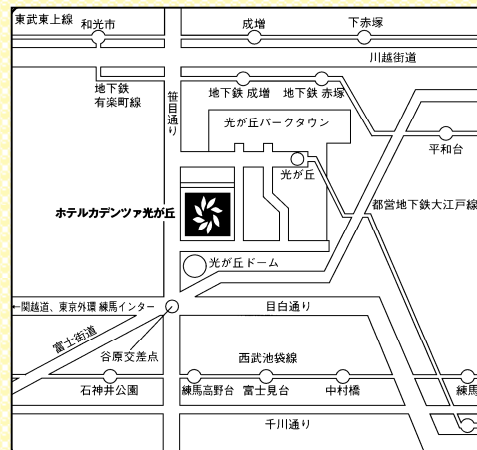 東武東上線
和光市
成増
下赤塚
川越街道
地下鉄
有楽町線
笹目通り
地下鉄 成増
地下鉄 赤塚
光が丘パークタウン
平和台
光が丘
都営地下鉄大江戸線
ホテルカデンツァ光が丘
光が丘ドーム
←関越道、東京外環 練馬インター
目白通り
富士街道
谷原交差点
西武池袋線
石神井公園
練馬高野台
富士見台
中村橋
練馬
千川通り